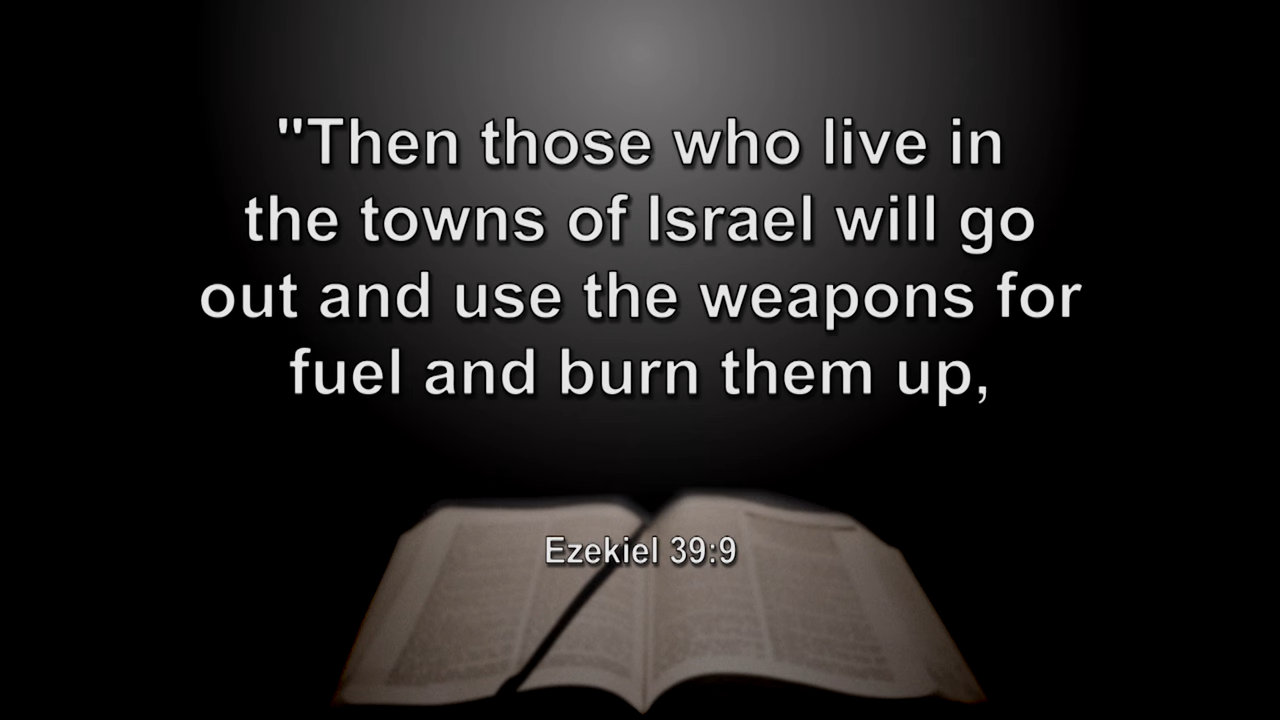 "Then those who live in
the towns of Israel will go
out and use the weapons for
fuel and burn them up,
Ezekiel 39:9